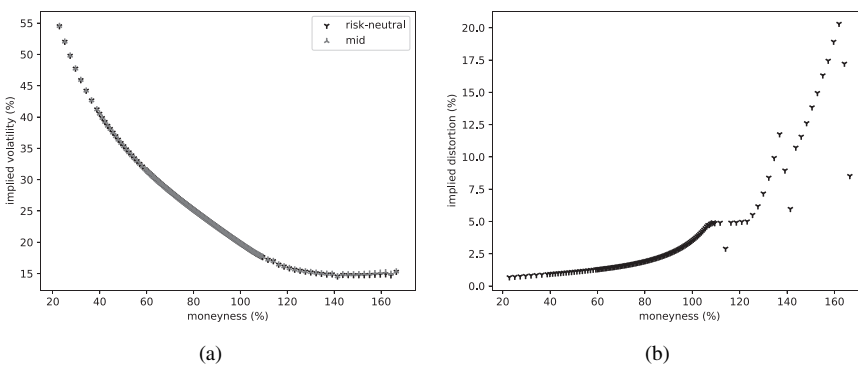 55
50
45
40
35
30
25
20
15
implied volatility (%)
risk-neutral
mid
20 40 60 80 100 120 140 160
moneyness (%)
(a)
20.0
17.5
15.0
12.5
10.0
7.5
5.0
2.5
0.0
implied distortion (%)
20 40 60 80 100 120 140 160
moneyness (%)
(b)